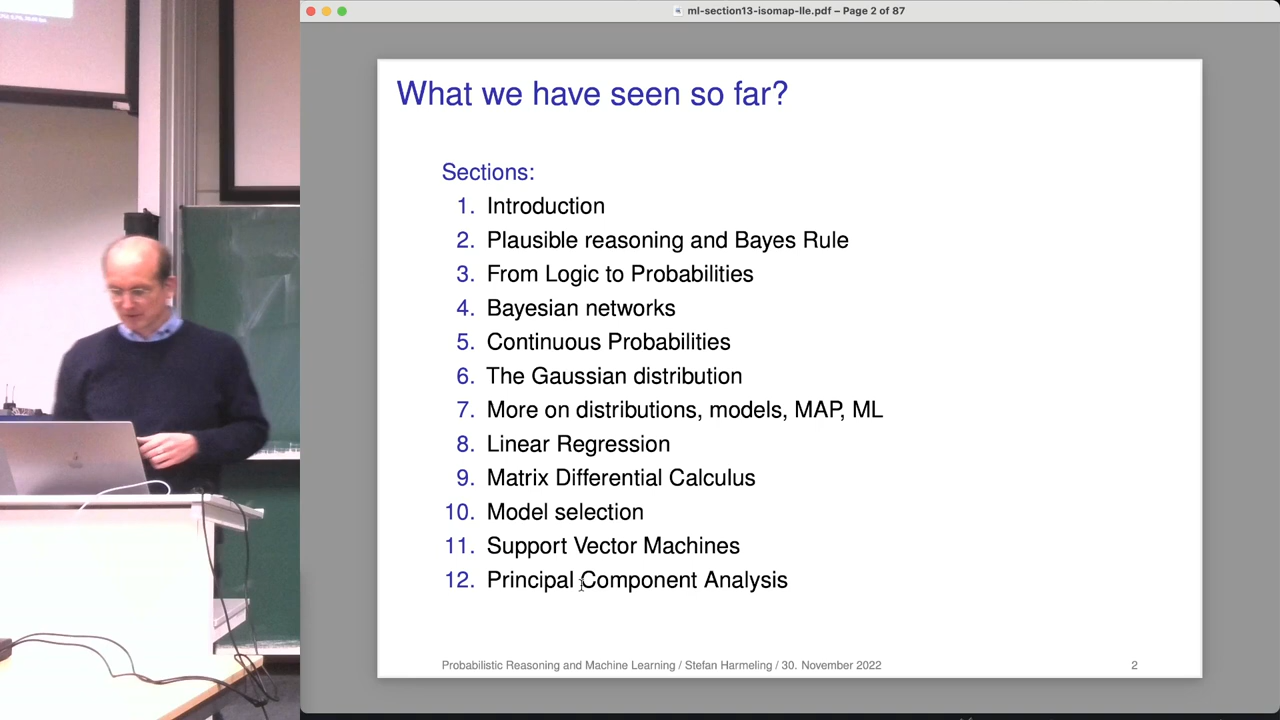 ml-section13-isomap-lle.pdf – Page 2 of 87
What we have seen so far?
Sections:
1. Introduction
2. Plausible reasoning and Bayes Rule
3. From Logic to Probabilities
4. Bayesian networks
5. Continuous Probabilities
6. The Gaussian distribution
7. More on distributions, models, MAP, ML
8. Linear Regression
9. Matrix Differential Calculus
10. Model selection
11. Support Vector Machines
12. Principal Component Analysis
Probabilistic Reasoning and Machine Learning / Stefan Harmeling / 30. November 2022 2